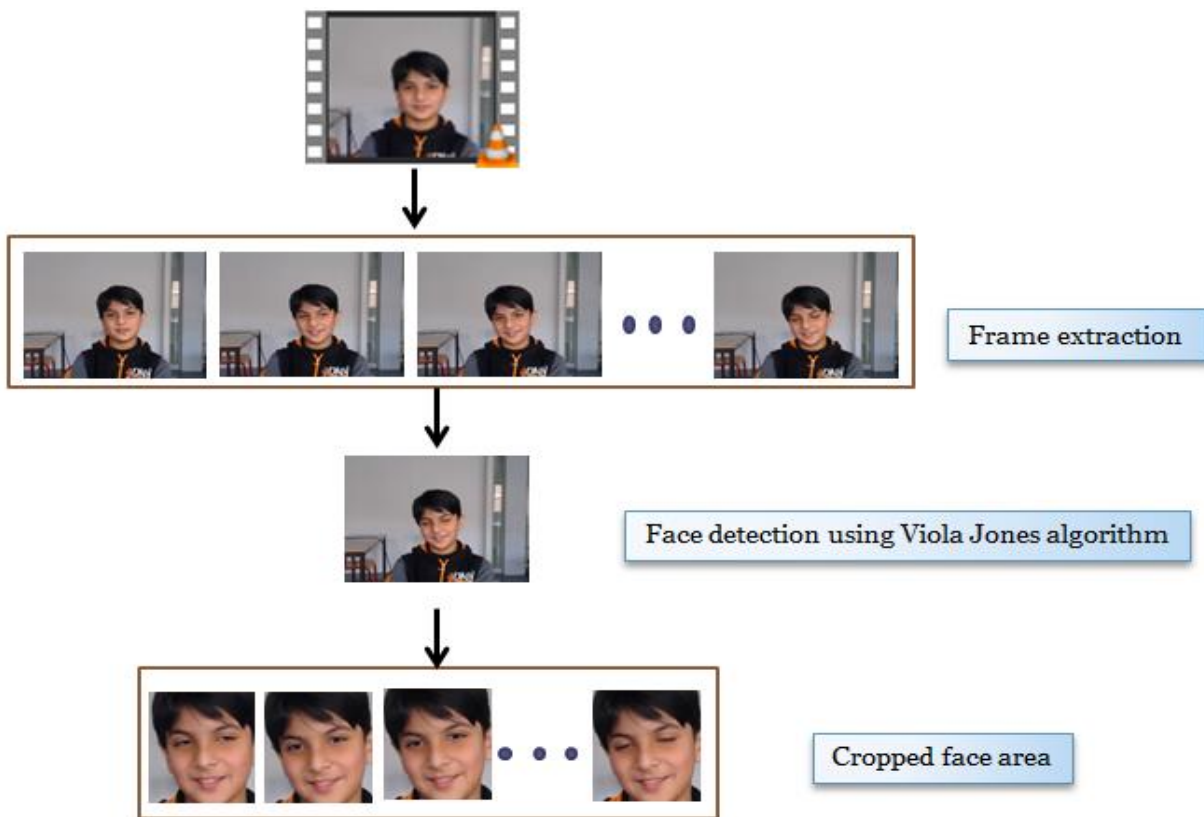 Frame extraction
Face detection using Viola Jones algorithm
Cropped face area